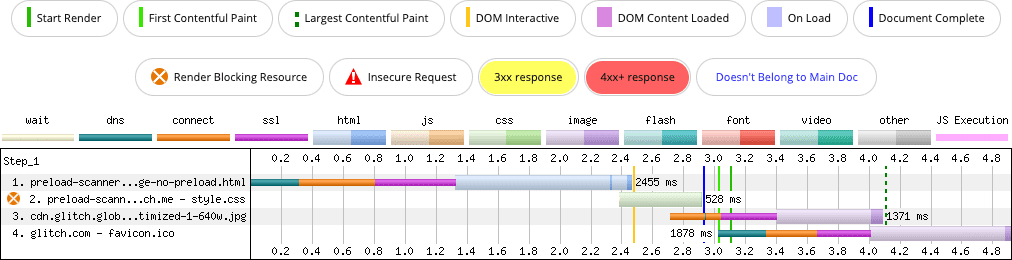 Start Render First Contentful Paint Largest Contentful Paint DOM Interactive DOM Content Loaded On Load Document Complete
Render Blocking Resource Insecure Request 3xx response 4xx+ response Doesn't Belong to Main Doc
wait dns connect ssl html js css image flash font video other JS Execution
Step_1 0.2 0.4 0.6 0.8 1.0 1.2 1.4 1.6 1.8 2.0 2.2 2.4 2.6 2.8 3.0 3.2 3.4 3.6 3.8 4.0 4.2 4.4 4.6 4.8
1. preload-scanner...ge-no-preload.html 2455 ms
2. preload-scann...ch.me - style.css 528 ms
3. cdn.glitch.glob...timized-1-640w.jpg 1371 ms
4. glitch.com - favicon.ico 1878 ms
0.2 0.4 0.6 0.8 1.0 1.2 1.4 1.6 1.8 2.0 2.2 2.4 2.6 2.8 3.0 3.2 3.4 3.6 3.8 4.0 4.2 4.4 4.6 4.8